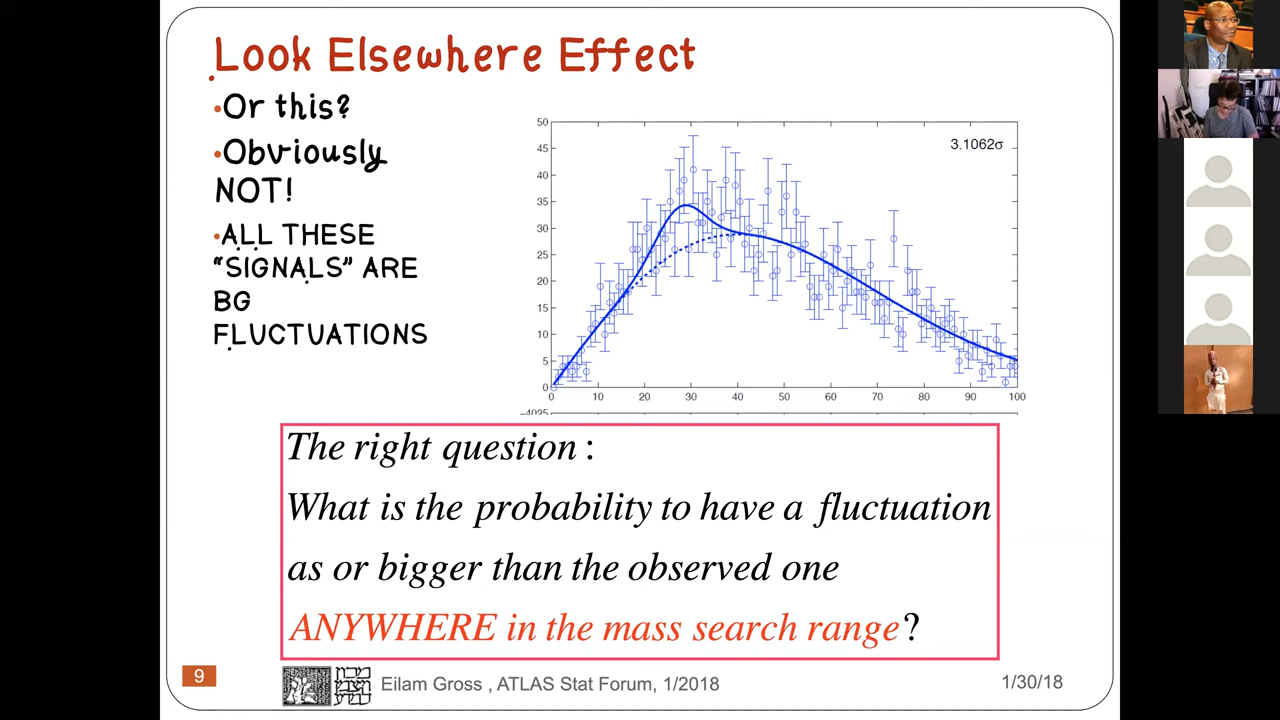 Look Elsewhere Effect
•Or this?
•Obviously
NOT!
•ALL THESE
“SIGNALS” ARE
BG
FLUCTUATIONS
3.1062σ
50
45
40
35
30
25
20
15
10
5
0
0 10 20 30 40 50 60 70 80 90 100
-4025
The right question :
What is the probability to have a fluctuation
as or bigger than the observed one
ANYWHERE in the mass search range?
9
Eilam Gross , ATLAS Stat Forum, 1/2018
1/30/18